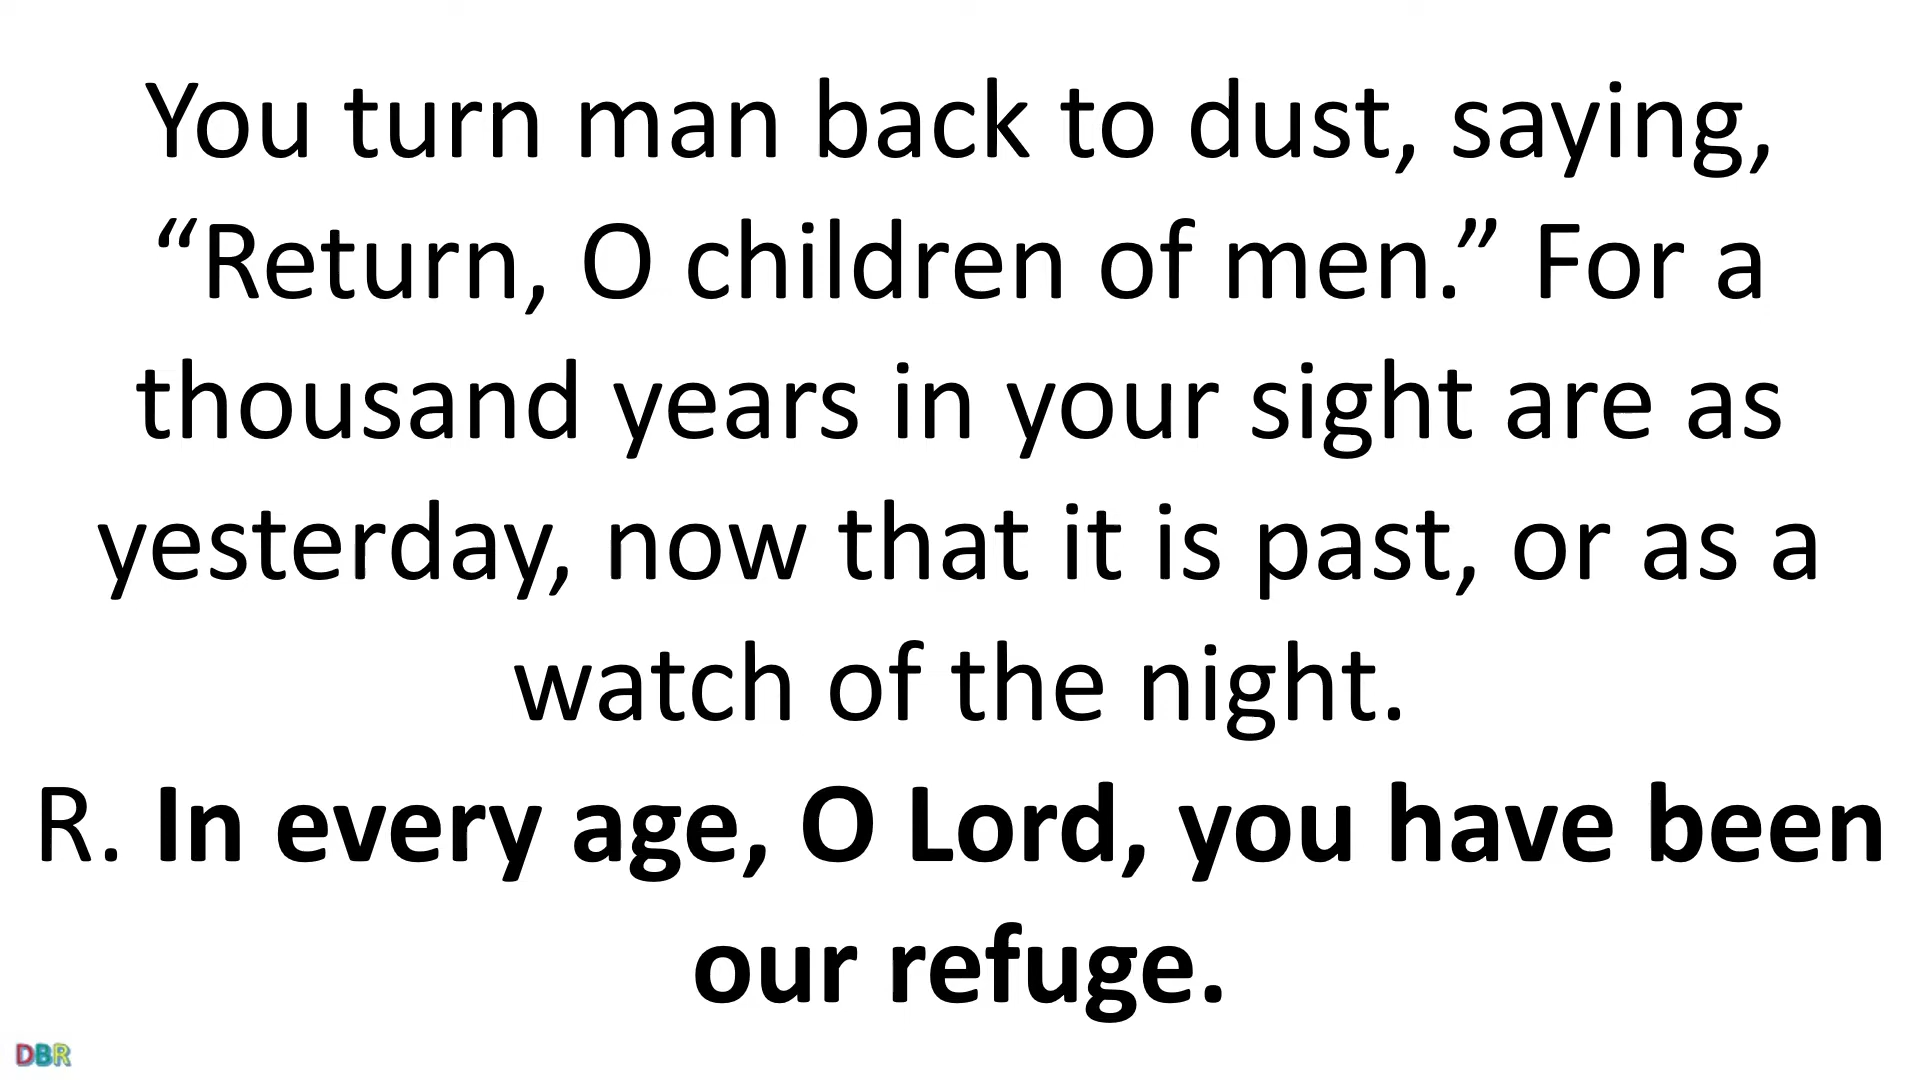 You turn man back to dust, saying,
“Return, O children of men.” For a
thousand years in your sight are as
yesterday, now that it is past, or as a
watch of the night.
R. In every age, O Lord, you have been
our refuge.
DBR